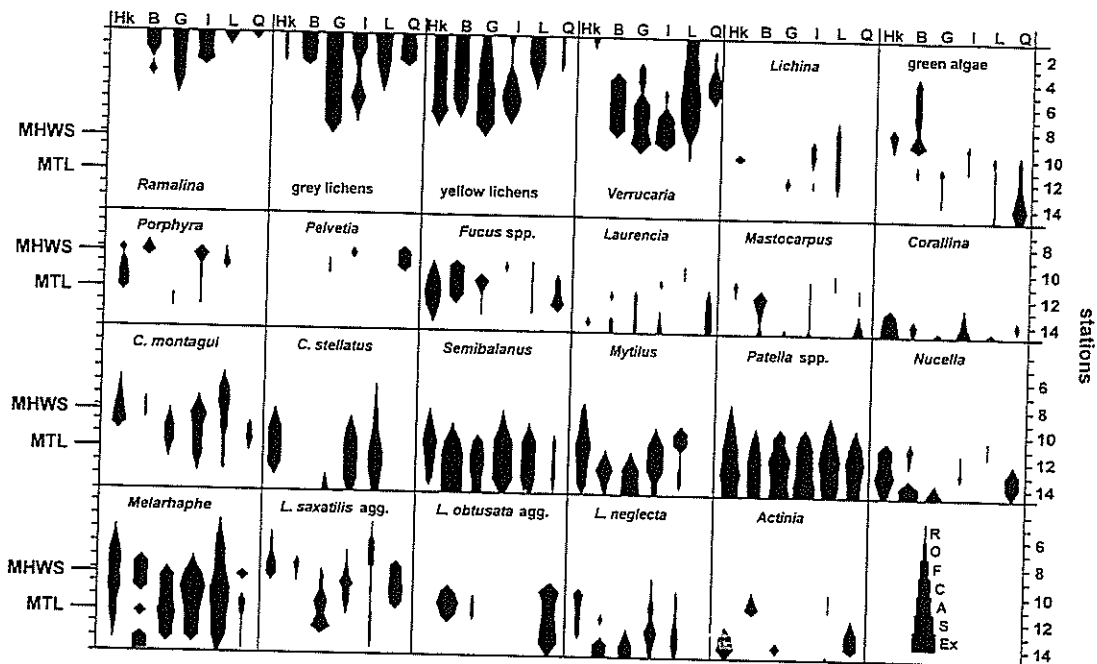 Hk B G I L Q Hk B G I L Q Hk B G I L Q Hk B G I L Q Hk B G I L Q Hk B G I L Q
Ramalina grey lichens yellow lichens Verrucaria Lichina green algae
MHWS
MTL
2
4
6
8
10
12
14
Porphyra Pelvetia Fucus spp. Laurencia Mastocarpus Corallina
MHWS
MTL
8
10
12
14
stations
C. montagui C. stellatus Semibalanus Mytilus Patella spp. Nucella
MHWS
MTL
6
8
10
12
14
Melarhaphe L. saxatilis agg. L. obtusata agg. L. neglecta Actinia
MHWS
MTL
R
O
F
C
A
S
Ex
6
8
10
12
14